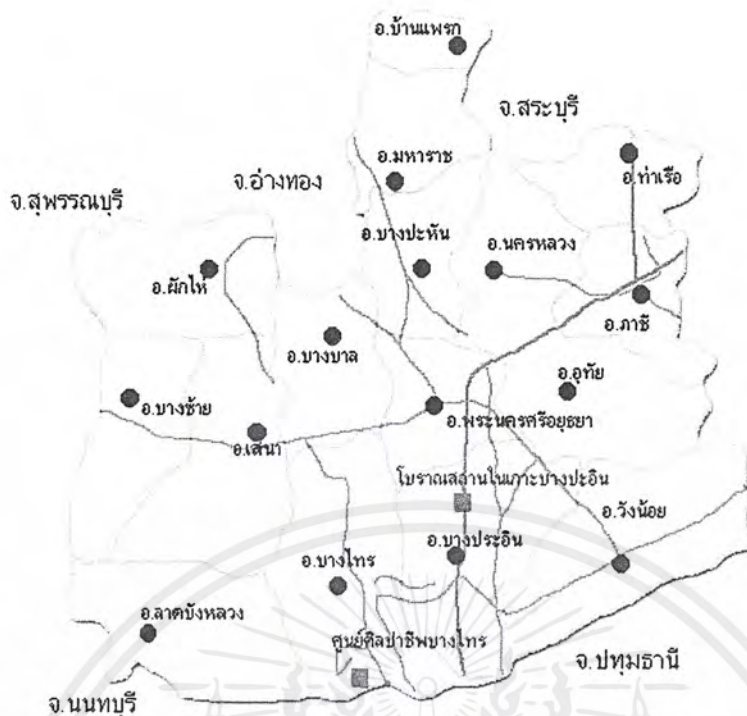 อ.บ้านแพรก
จ.สระบุรี
อ.มหาราช
อ.ท่าเรือ
จ.อ่างทอง
จ.สุพรรณบุรี
อ.บางปะหัน
อ.นครหลวง
อ.ผักไห่
อ.ภาชี
อ.บางบาล
อ.อุทัย
อ.บางซ้าย
อ.พระนครศรีอยุธยา
อ.เสนา
โบราณสถานในเกาะบางปะอิน
อ.วังน้อย
อ.บางประอิน
อ.บางไทร
อ.ลาดบังหลวง
ศูนย์ศิลปาชีพบางไทร
จ.ปทุมธานี
จ.นนทบุรี